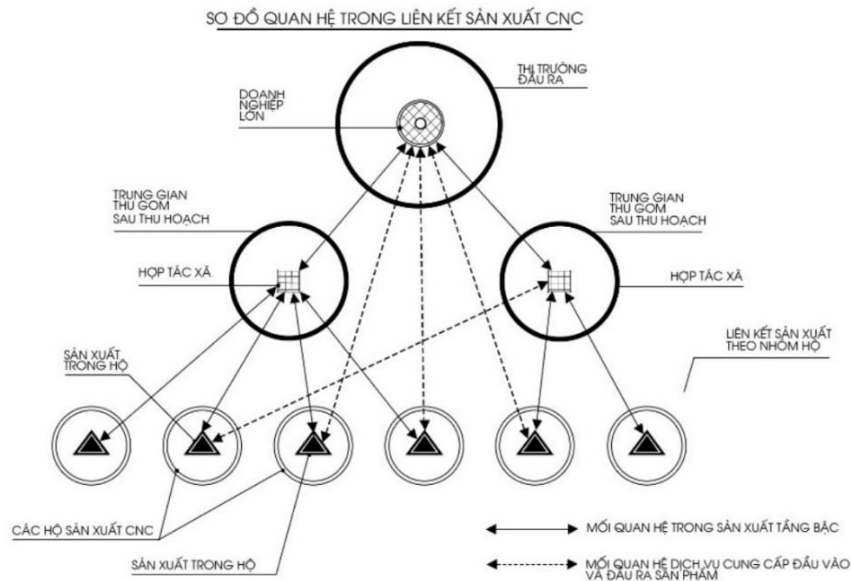 SƠ ĐỒ QUAN HỆ TRONG LIÊN KẾT SẢN XUẤT CNC
THỊ TRƯỜNG
ĐẦU RA
DOANH
NGHIỆP
LỚN
TRUNG GIAN
THU GOM
SAU THU HOẠCH
TRUNG GIAN
THU GOM
SAU THU HOẠCH
HỢP TÁC XÃ
HỢP TÁC XÃ
LIÊN KẾT SẢN XUẤT
THEO NHÓM HỘ
SẢN XUẤT
TRONG HỘ
CÁC HỘ SẢN XUẤT CNC
SẢN XUẤT TRONG HỘ
MỐI QUAN HỆ TRONG SẢN XUẤT TẦNG BẬC
MỐI QUAN HỆ DỊCH VỤ CUNG CẤP ĐẦU VÀO
VÀ ĐẦU RA SẢN PHẨM